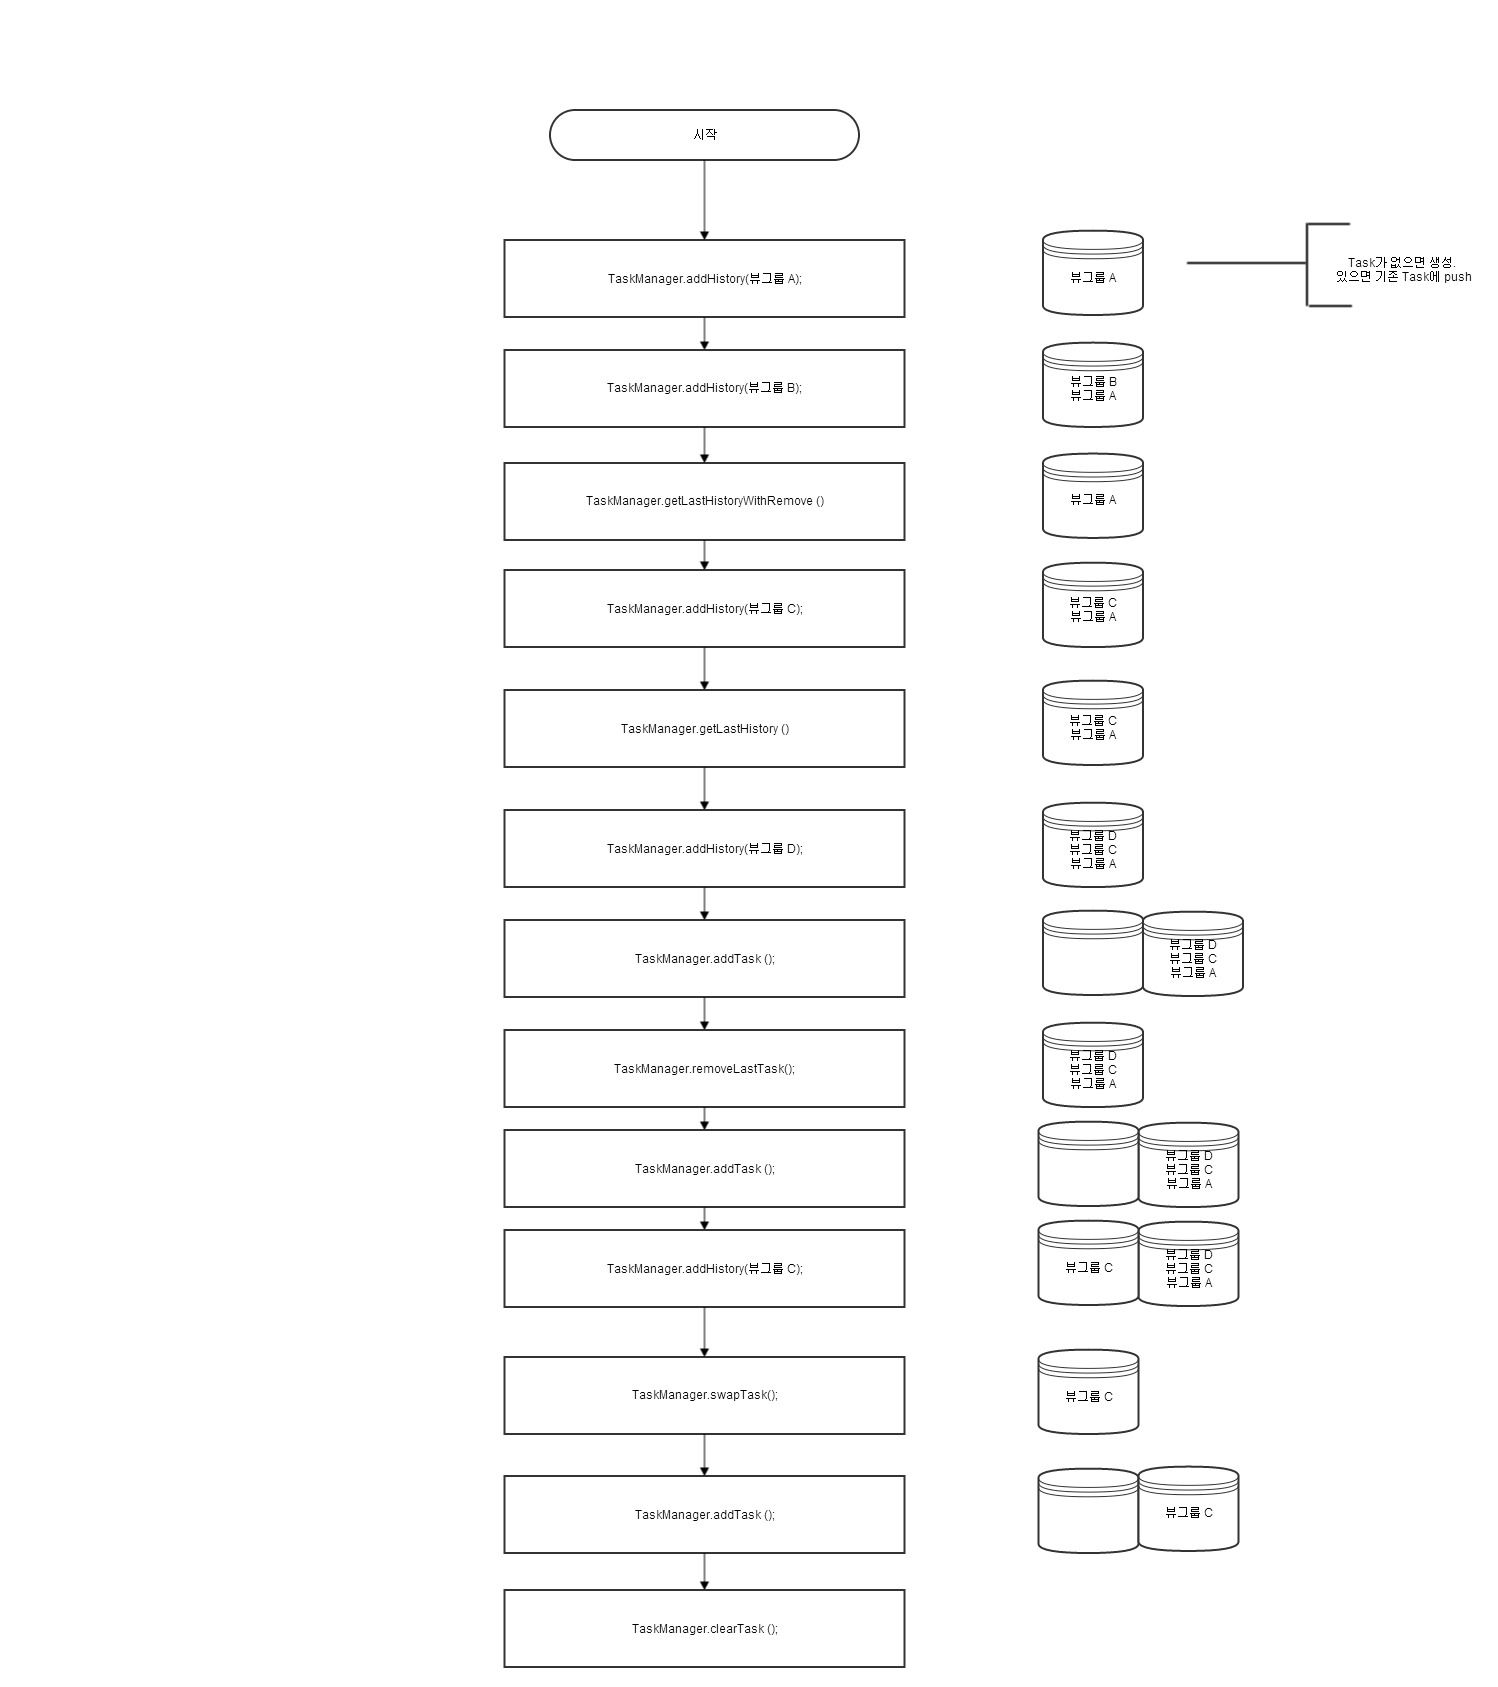 시작
TaskManager.addHistory(뷰그룹 A);
뷰그룹 A
Task가 없으면 생성.
있으면 기존 Task에 push
TaskManager.addHistory(뷰그룹 B);
뷰그룹 B
뷰그룹 A
TaskManager.getLastHistoryWithRemove ()
뷰그룹 A
TaskManager.addHistory(뷰그룹 C);
뷰그룹 C
뷰그룹 A
TaskManager.getLastHistory ()
뷰그룹 C
뷰그룹 A
TaskManager.addHistory(뷰그룹 D);
뷰그룹 D
뷰그룹 C
뷰그룹 A
TaskManager.addTask ();
뷰그룹 D
뷰그룹 C
뷰그룹 A
TaskManager.removeLastTask();
뷰그룹 D
뷰그룹 C
뷰그룹 A
TaskManager.addTask ();
뷰그룹 D
뷰그룹 C
뷰그룹 A
TaskManager.addHistory(뷰그룹 C);
뷰그룹 C
뷰그룹 D
뷰그룹 C
뷰그룹 A
TaskManager.swapTask();
뷰그룹 C
TaskManager.addTask ();
뷰그룹 C
TaskManager.clearTask ();